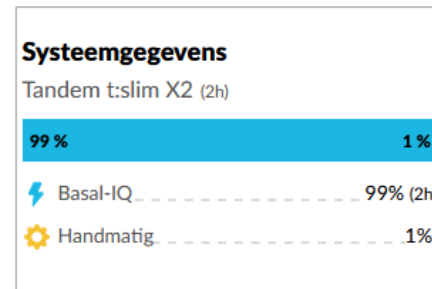 Systeemgegevens
Tandem t:slim X2 (2h)
99 % 1 %
Basal-IQ 99% (2h
Handmatig 1%